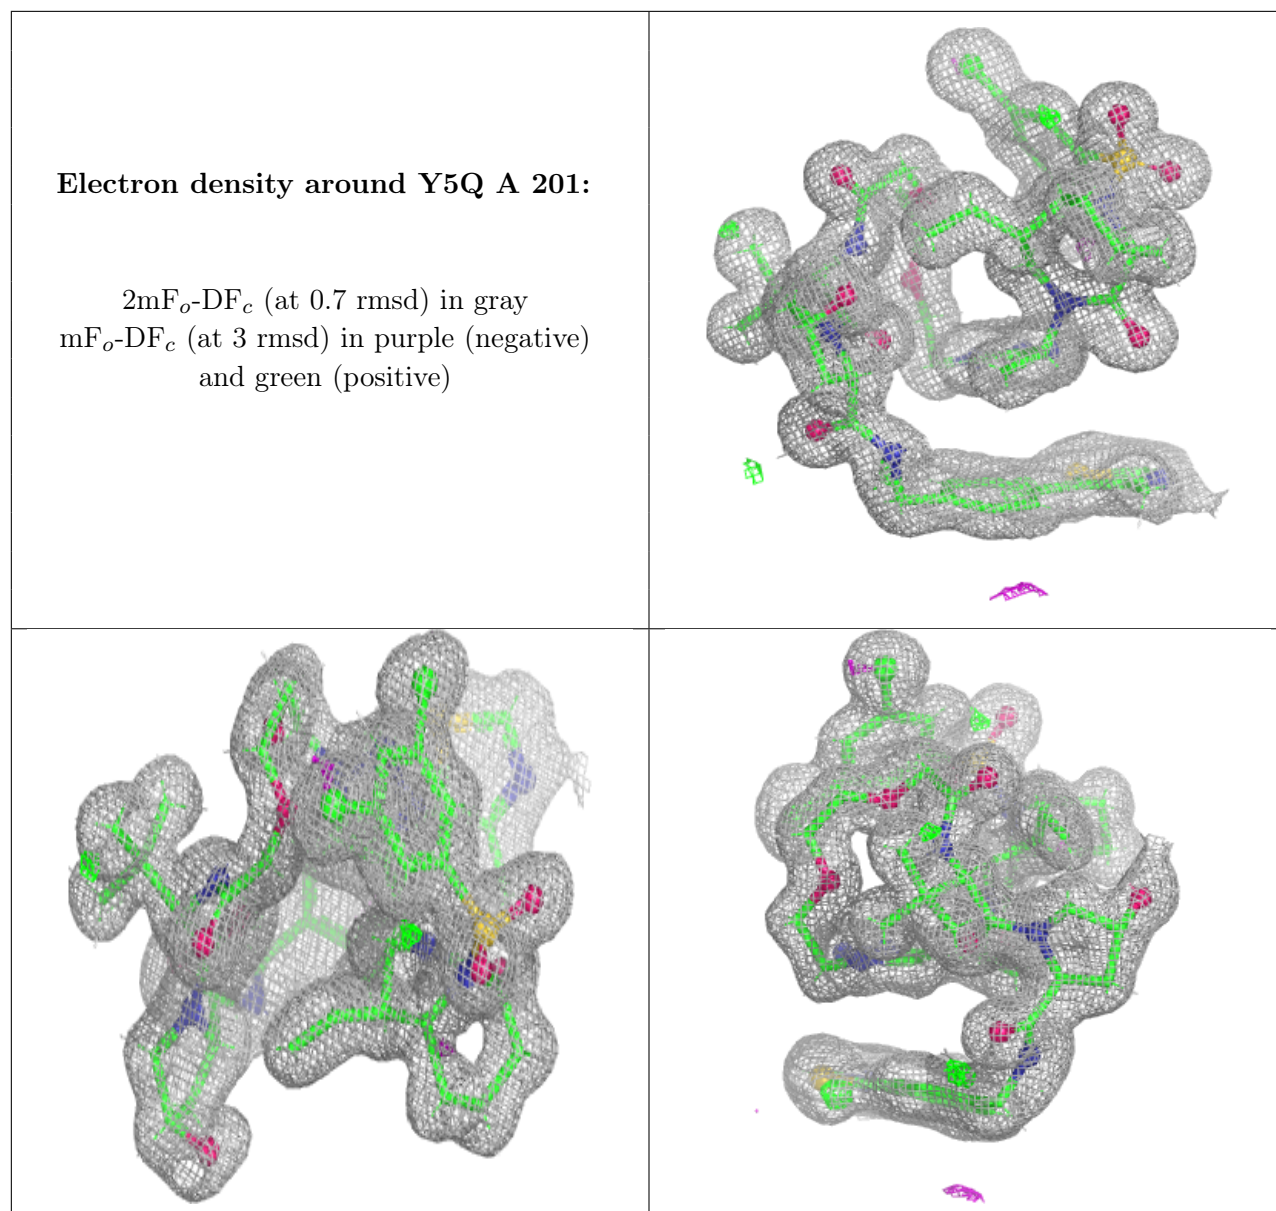 Electron density around Y5Q A 201:
2mFo-DFc (at 0.7 rmsd) in gray
mFo-DFc (at 3 rmsd) in purple (negative)
and green (positive)